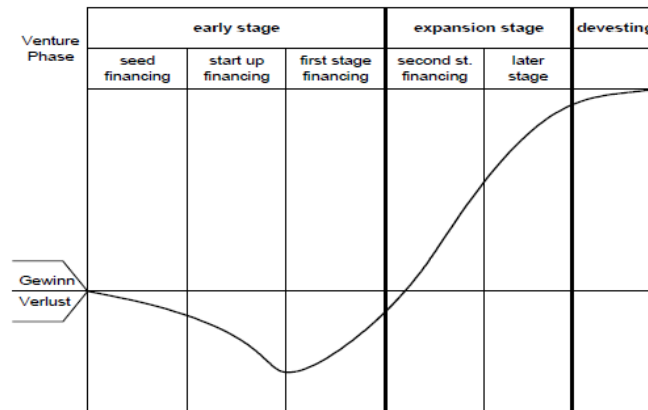 Venture
Phase
early stage
expansion stage
devesting
seed
financing
start up
financing
first stage
financing
second st.
financing
later
stage
Gewinn
Verlust